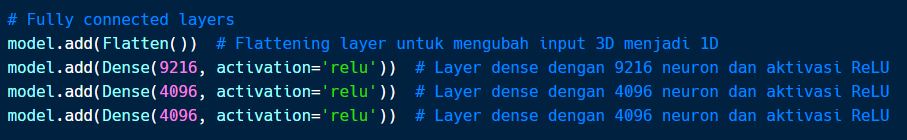 # Fully connected layers
model.add(Flatten())  # Flattening layer untuk mengubah input 3D menjadi 1D
model.add(Dense(9216, activation='relu'))  # Layer dense dengan 9216 neuron dan aktivasi ReLU
model.add(Dense(4096, activation='relu'))  # Layer dense dengan 4096 neuron dan aktivasi ReLU
model.add(Dense(4096, activation='relu'))  # Layer dense dengan 4096 neuron dan aktivasi ReLU